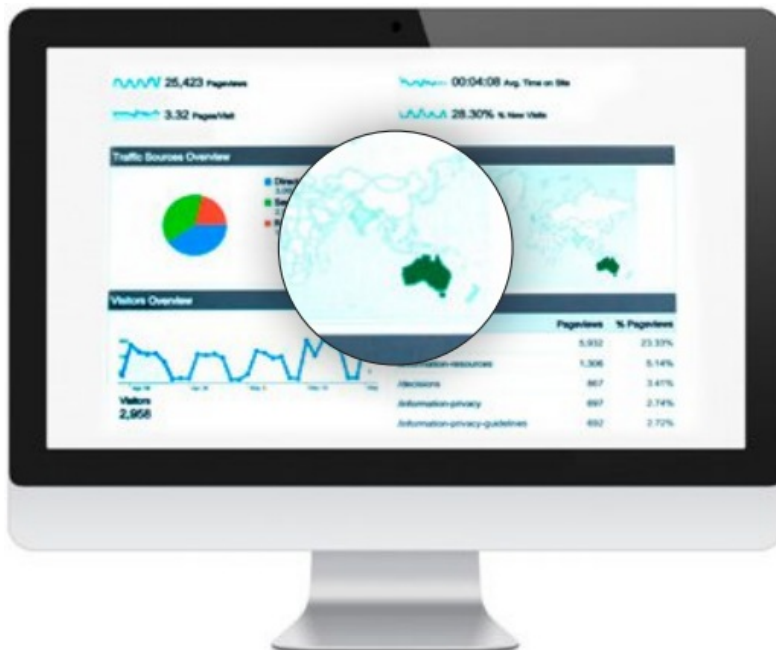 25,423 Pageviews
00:04:08 Avg. Time on Site
3.32 Pages/Visit
28.30% % New Visits
Traffic Sources Overview
Visitors Overview
Pageviews % Pageviews
5,932 23.33%
/information-resources 1,306 5.14%
/decisions 867 3.41%
/information-privacy 697 2.74%
/information-privacy-guidelines 692 2.72%
Visitors
2,958